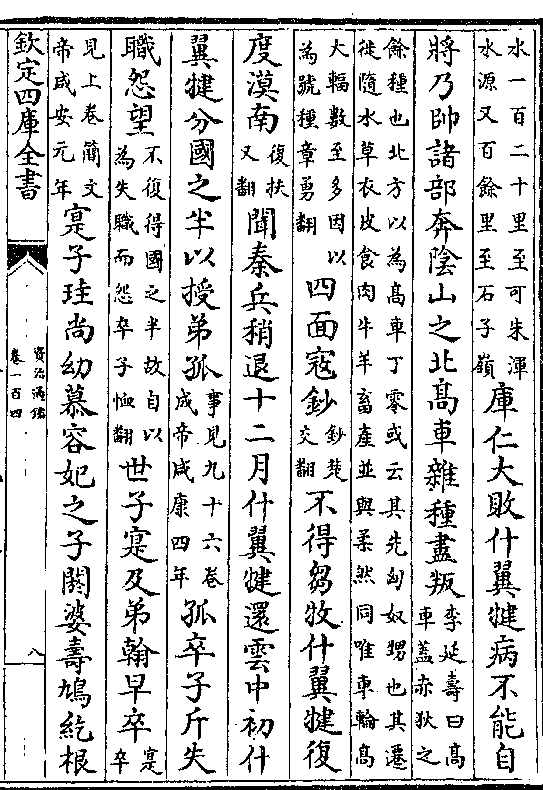 水一百二十里至可朱渾
水源又百餘里至石子嶺
庫仁大敗什翼犍病不能自
將乃帥諸部奔陰山之北髙車雜種盡叛
李延壽曰髙
車蓋赤狄之
餘種也北方以為髙車丁零或云其先匈奴甥也其遷
徙隨水草衣皮食肉牛羊畜產並與柔然同唯車輪髙
大輻數至多因以
為號種章勇翻
四面寇鈔
鈔楚
交翻
不得芻牧什翼犍復
度漠南
復扶
又翻
聞秦兵稍退十二月什翼犍還雲中初什
翼犍分國之半以授弟孤
事見九十六卷
成帝咸康四年
孤卒子斤失
職怨望
不復得國之半故自以
為失職而怨卒子恤翻
世子寔及弟翰早卒
寔
卒
見上卷簡文
帝咸安元年
寔子珪尚幼慕容妃之子閼婆壽鳩紇根
欽定四庫全書
資治通鑑
卷一百四
八